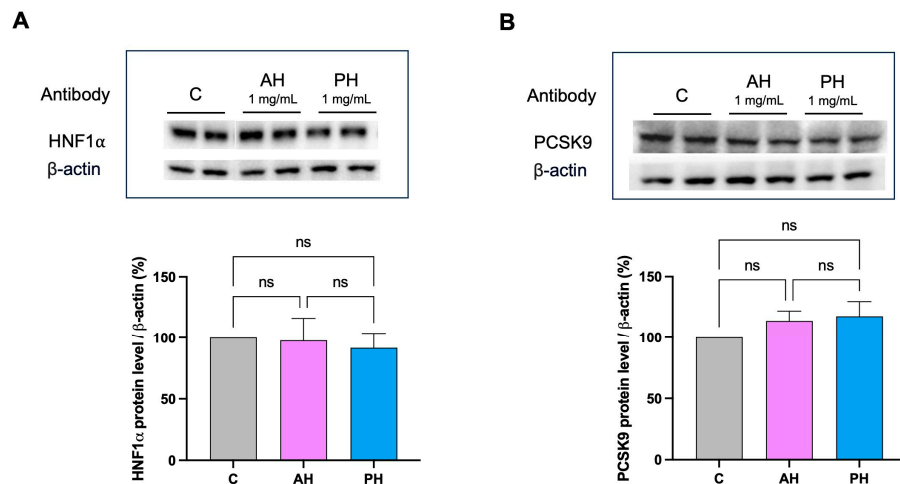 A
Antibody
C
AH
1 mg/mL
PH
1 mg/mL
HNF1α
β-actin
ns
ns
ns
HNF1α protein level / β-actin (%)
150
100
50
0
C
AH
PH
B
Antibody
C
AH
1 mg/mL
PH
1 mg/mL
PCSK9
β-actin
ns
ns
ns
PCSK9 protein level / β-actin (%)
150
100
50
0
C
AH
PH